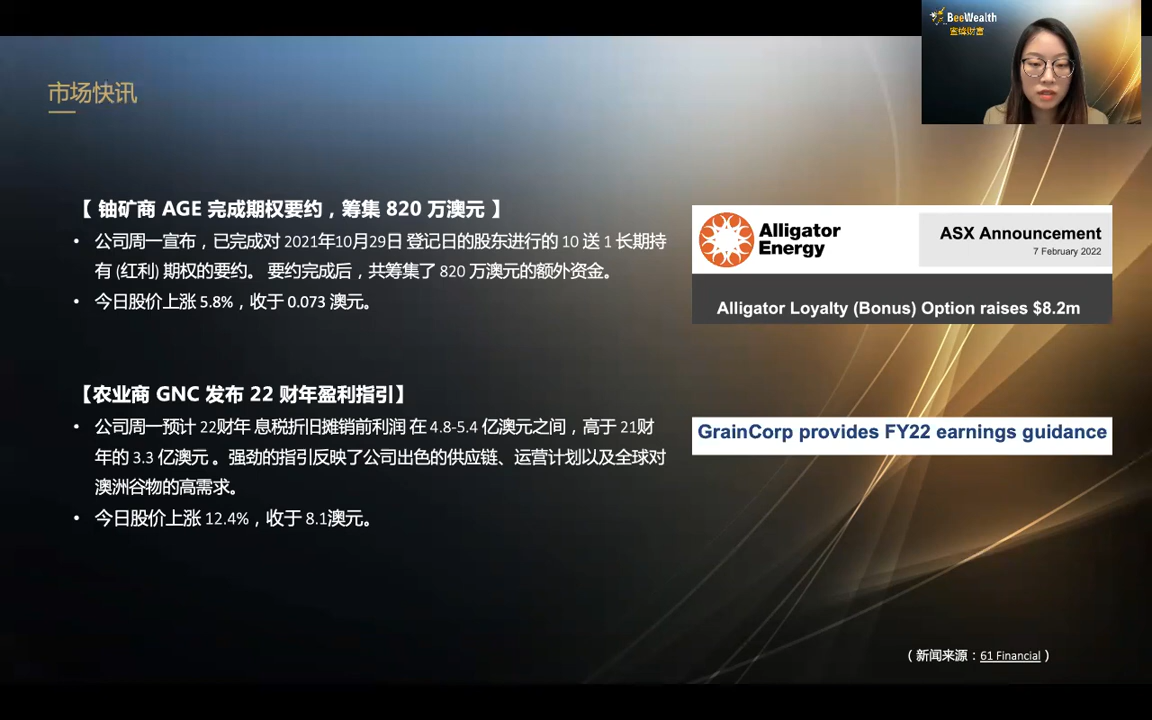 BeeWealth
蜜蜂财富
市场快讯
【 铀矿商 AGE 完成期权要约，筹集 820 万澳元 】
• 公司周一宣布，已完成对 2021年10月29日 登记日的股东进行的 10 送 1 长期持
有 (红利) 期权的要约。 要约完成后，共筹集了 820 万澳元的额外资金。
• 今日股价上涨 5.8%，收于 0.073 澳元。
Alligator
Energy
ASX Announcement
7 February 2022
Alligator Loyalty (Bonus) Option raises $8.2m
【农业商 GNC 发布 22 财年盈利指引】
• 公司周一预计 22财年 息税折旧摊销前利润 在 4.8-5.4 亿澳元之间，高于 21财
年的 3.3 亿澳元 。强劲的指引反映了公司出色的供应链、运营计划以及全球对
澳洲谷物的高需求。
• 今日股价上涨 12.4%，收于 8.1澳元。
GrainCorp provides FY22 earnings guidance
( 新闻来源：61 Financial )